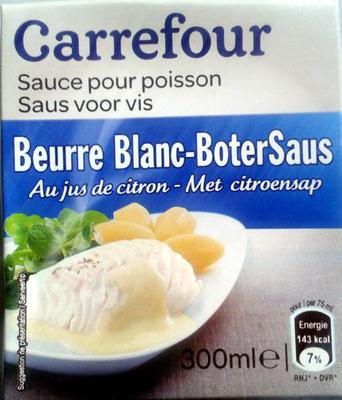 Carrefour
Sauce pour poisson
Saus voor vis
Beurre Blanc-BoterSaus
Au jus de citron - Met citroensap
pour / per 75 ml
Energie
143 kcal
7%
RNJ* - DVR*
300ml e
Suggestion de présentation / Serveertip